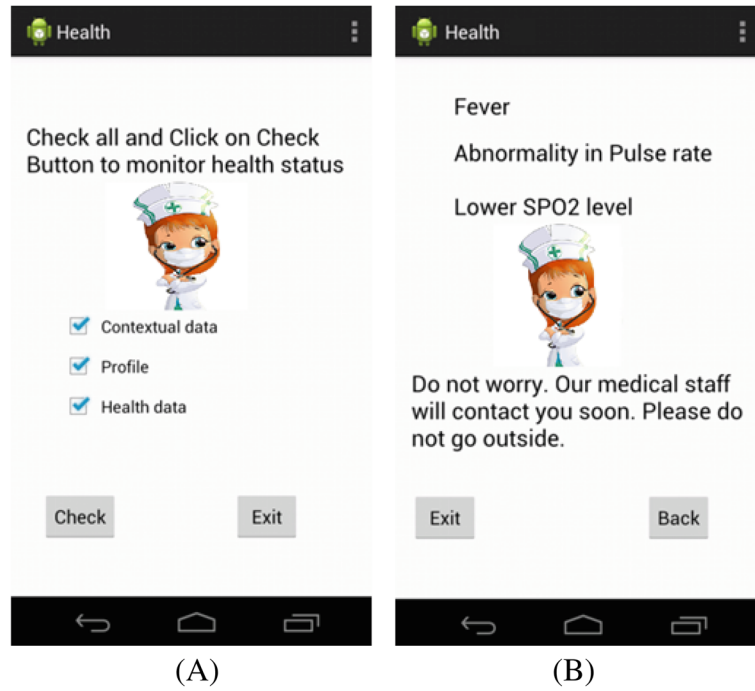 Health
Check all and Click on Check
Button to monitor health status
Contextual data
Profile
Health data
Check
Exit
(A)
Health
Fever
Abnormality in Pulse rate
Lower SPO2 level
Do not worry. Our medical staff
will contact you soon. Please do
not go outside.
Exit
Back
(B)